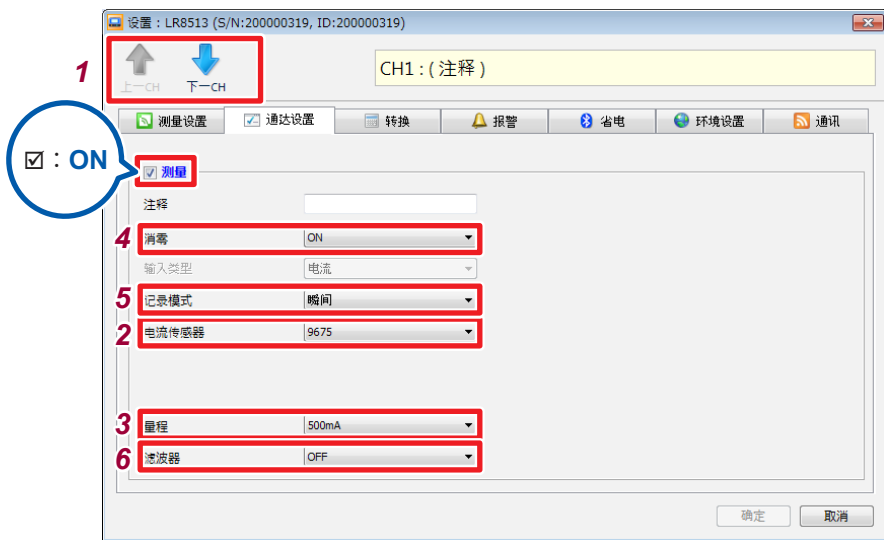 设置：LR8513 (S/N:200000319, ID:200000319)
1
上一CH 下一CH
CH1 : ( 注释 )
测量设置 通达设置 转换 报警 省电 环境设置 通讯
☑：ON
测量
注释
4 消零 ON
输入类型 电流
5 记录模式 瞬间
2 电流传感器 9675
3 量程 500mA
6 滤波器 OFF
确定 取消